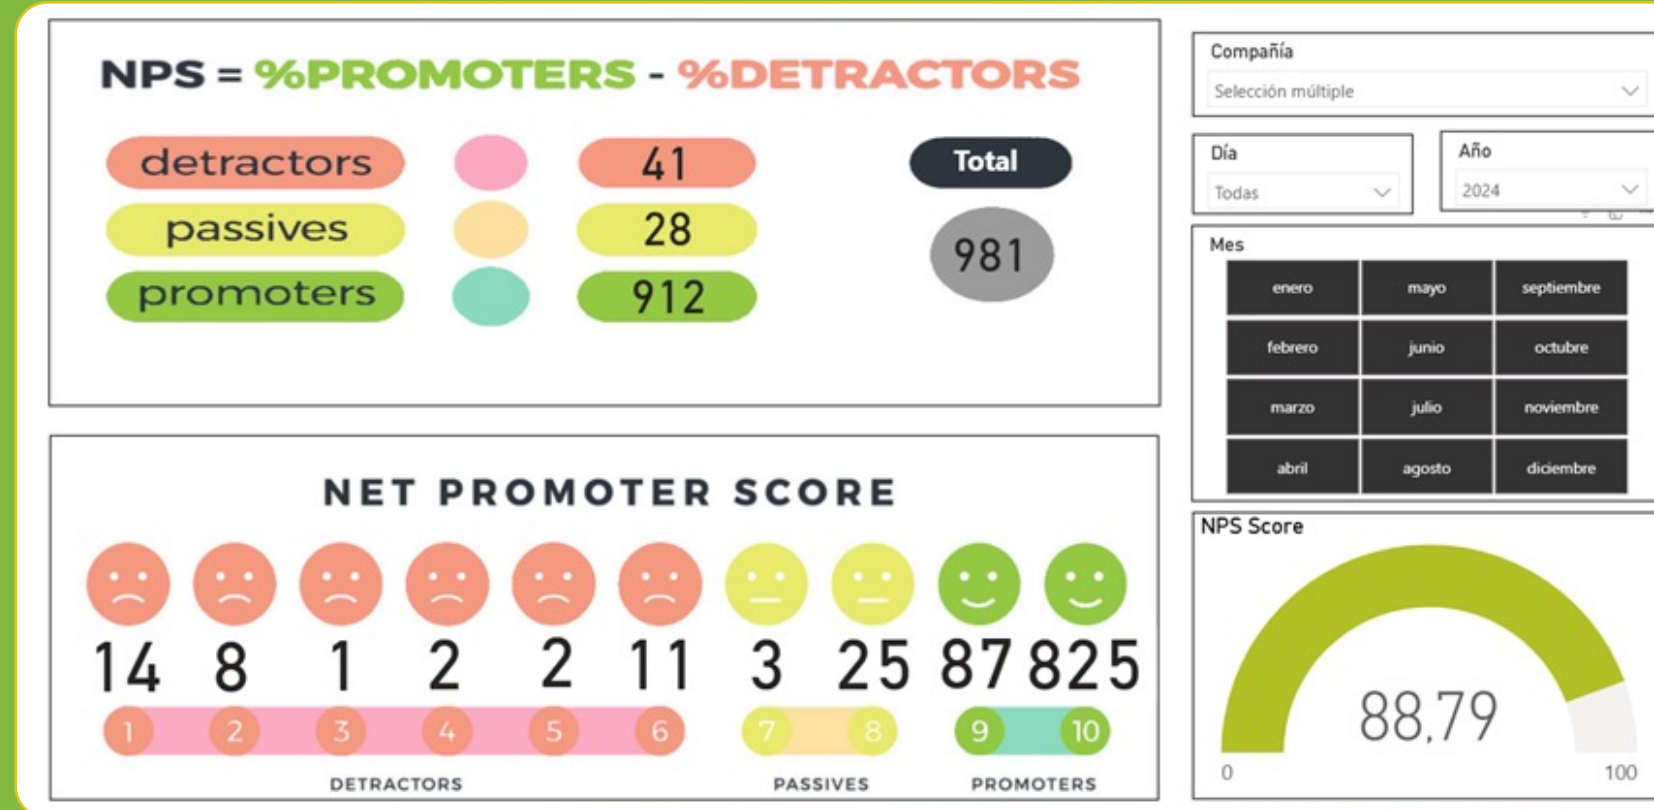 NPS = %PROMOTERS - %DETRACTORS
detractors 41
passives 28
promoters 912
Total
981
NET PROMOTER SCORE
14 8 1 2 2 11 3 25 87 825
1 2 3 4 5 6 7 8 9 10
DETRACTORS PASSIVES PROMOTERS
Compañía
Selección múltiple
Día
Todas
Año
2024
Mes
enero mayo septiembre
febrero junio octubre
marzo julio noviembre
abril agosto diciembre
NPS Score
88,79
0 100